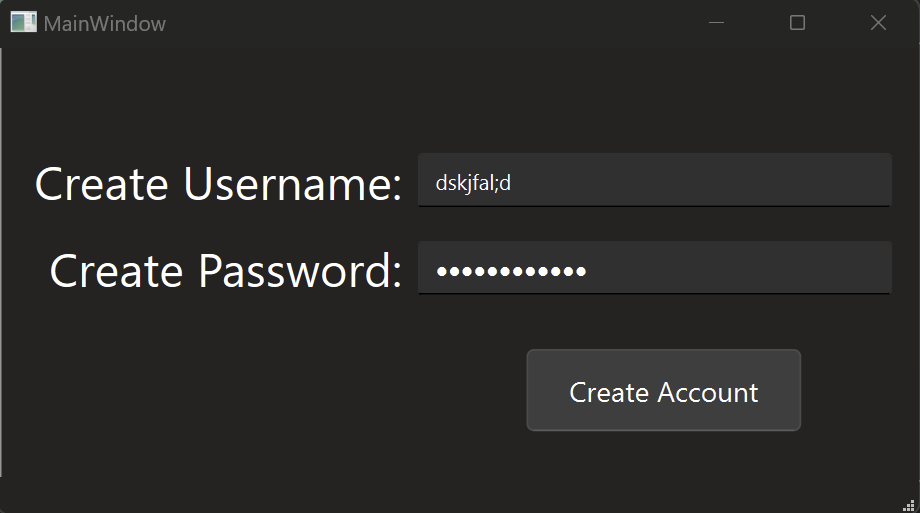 MainWindow
Create Username: dskjfal;d
Create Password: ••••••••••••
Create Account